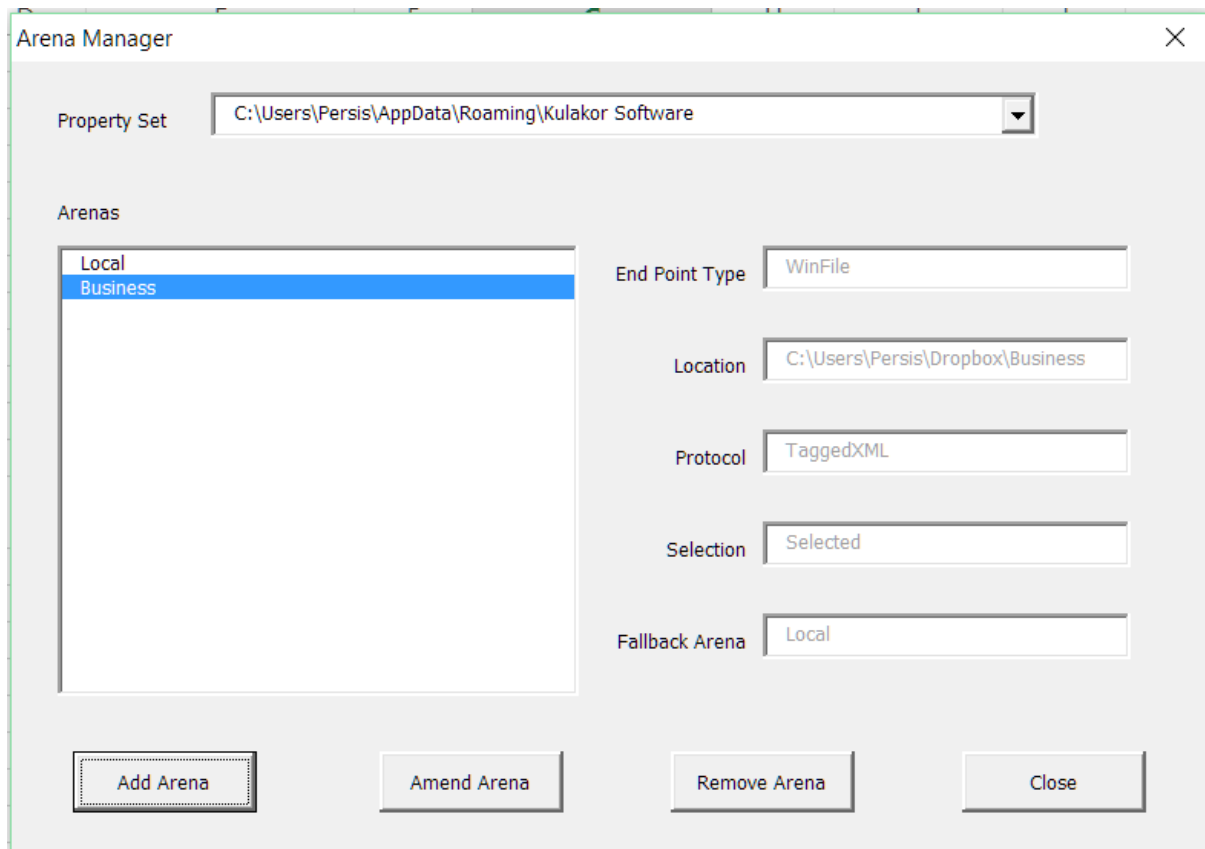 Arena Manager
Property Set
C:\Users\Persis\AppData\Roaming\Kulakor Software
Arenas
Local
Business
End Point Type
WinFile
Location
C:\Users\Persis\Dropbox\Business
Protocol
TaggedXML
Selection
Selected
Fallback Arena
Local
Add Arena
Amend Arena
Remove Arena
Close